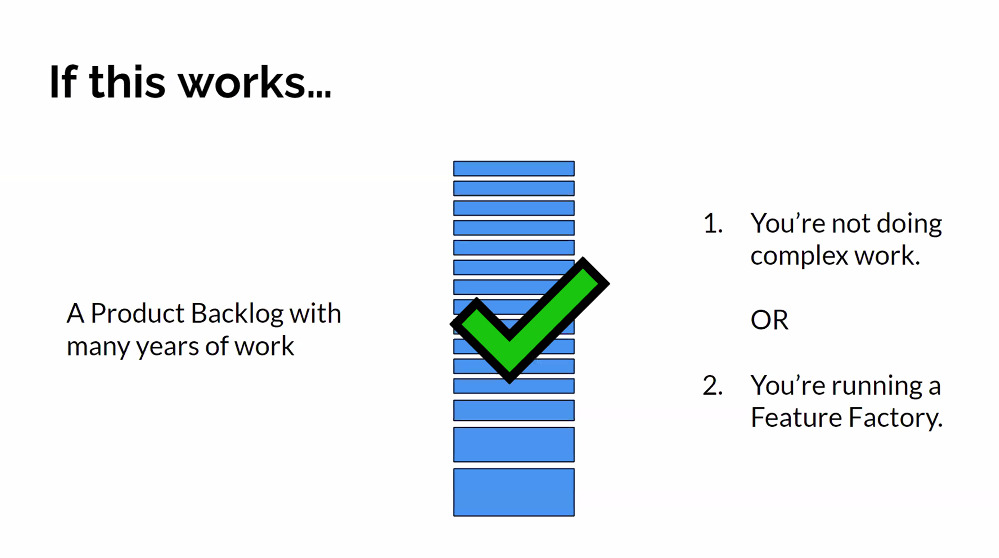 If this works...
A Product Backlog with
many years of work
1. You’re not doing
complex work.
OR
2. You’re running a
Feature Factory.